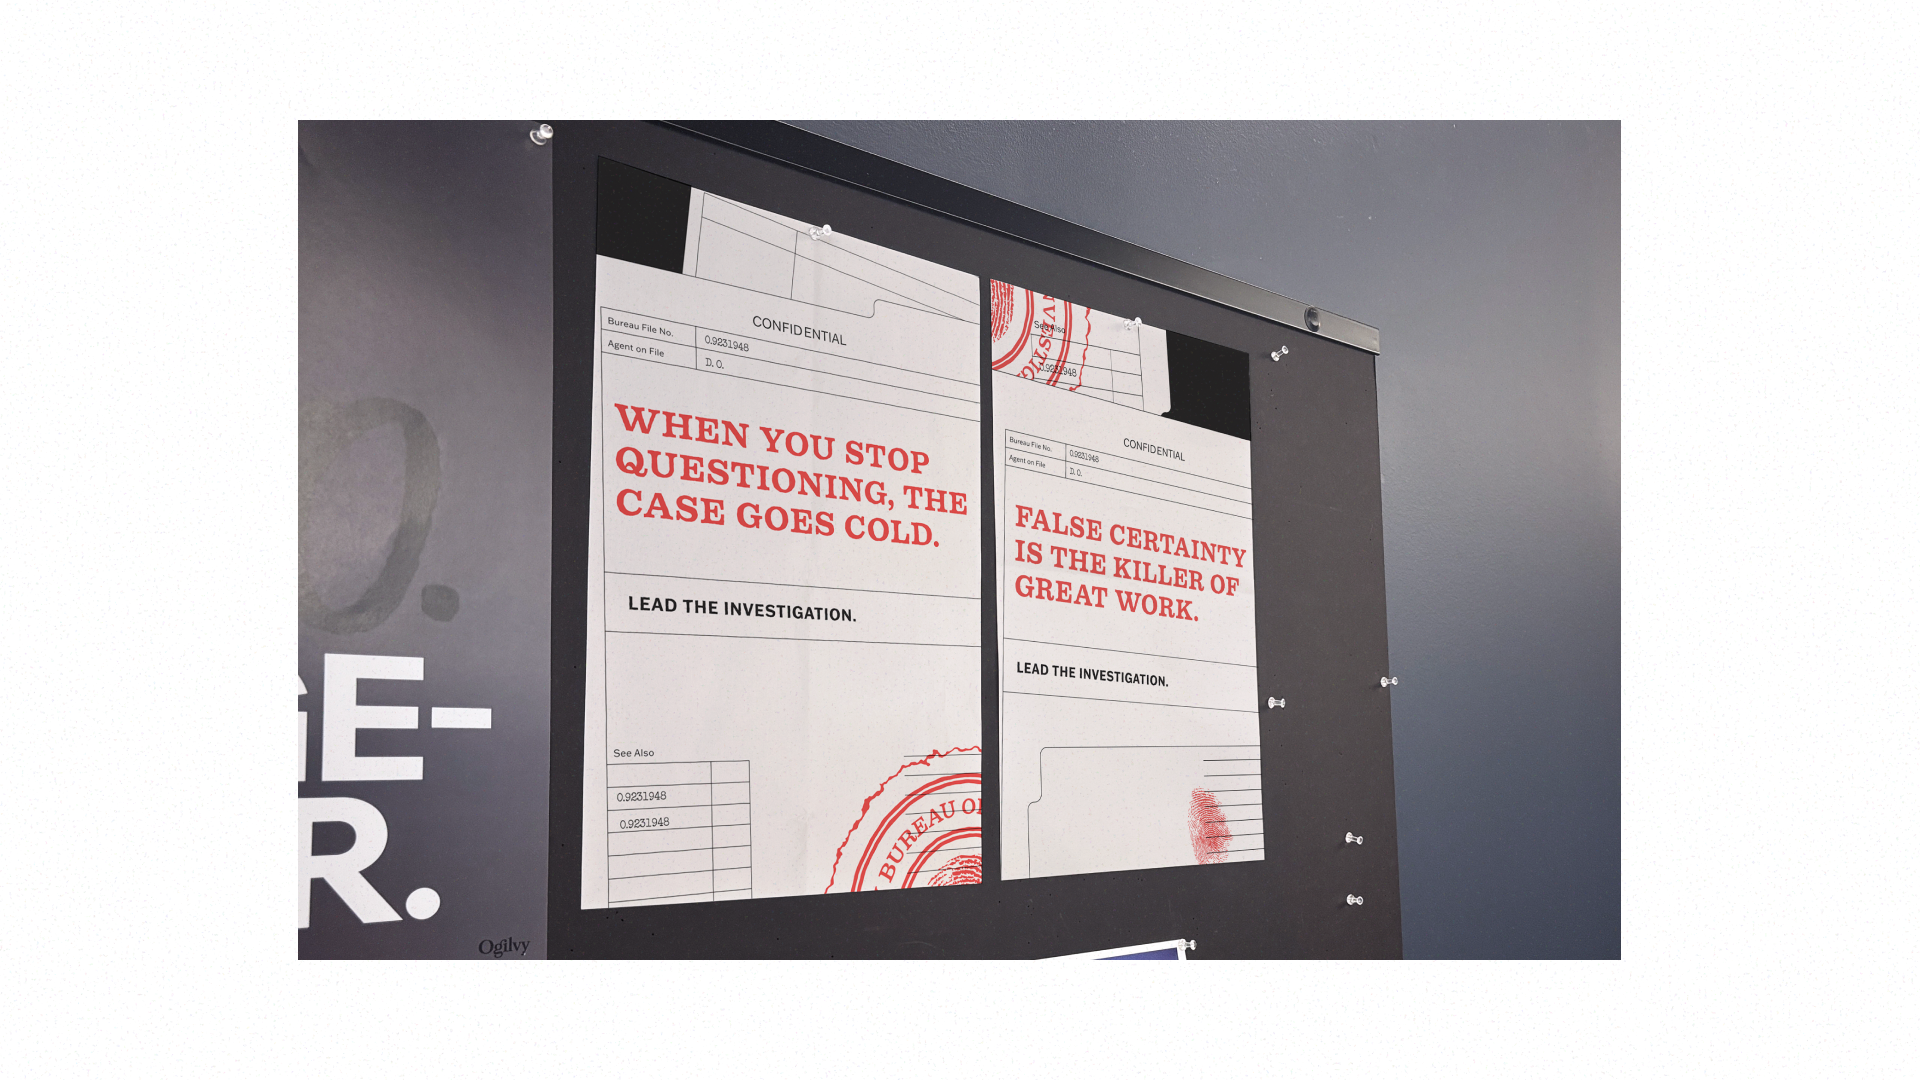 O.
GE-
R.
Ogilvy
CONFIDENTIAL
Bureau File No. 0.9231948
Agent on File D. O.
WHEN YOU STOP
QUESTIONING, THE
CASE GOES COLD.
LEAD THE INVESTIGATION.
See Also
0.9231948
0.9231948
BUREAU
See Also
0.9231948
CONFIDENTIAL
Bureau File No. 0.9231948
Agent on File D. O.
FALSE CERTAINTY
IS THE KILLER OF
GREAT WORK.
LEAD THE INVESTIGATION.